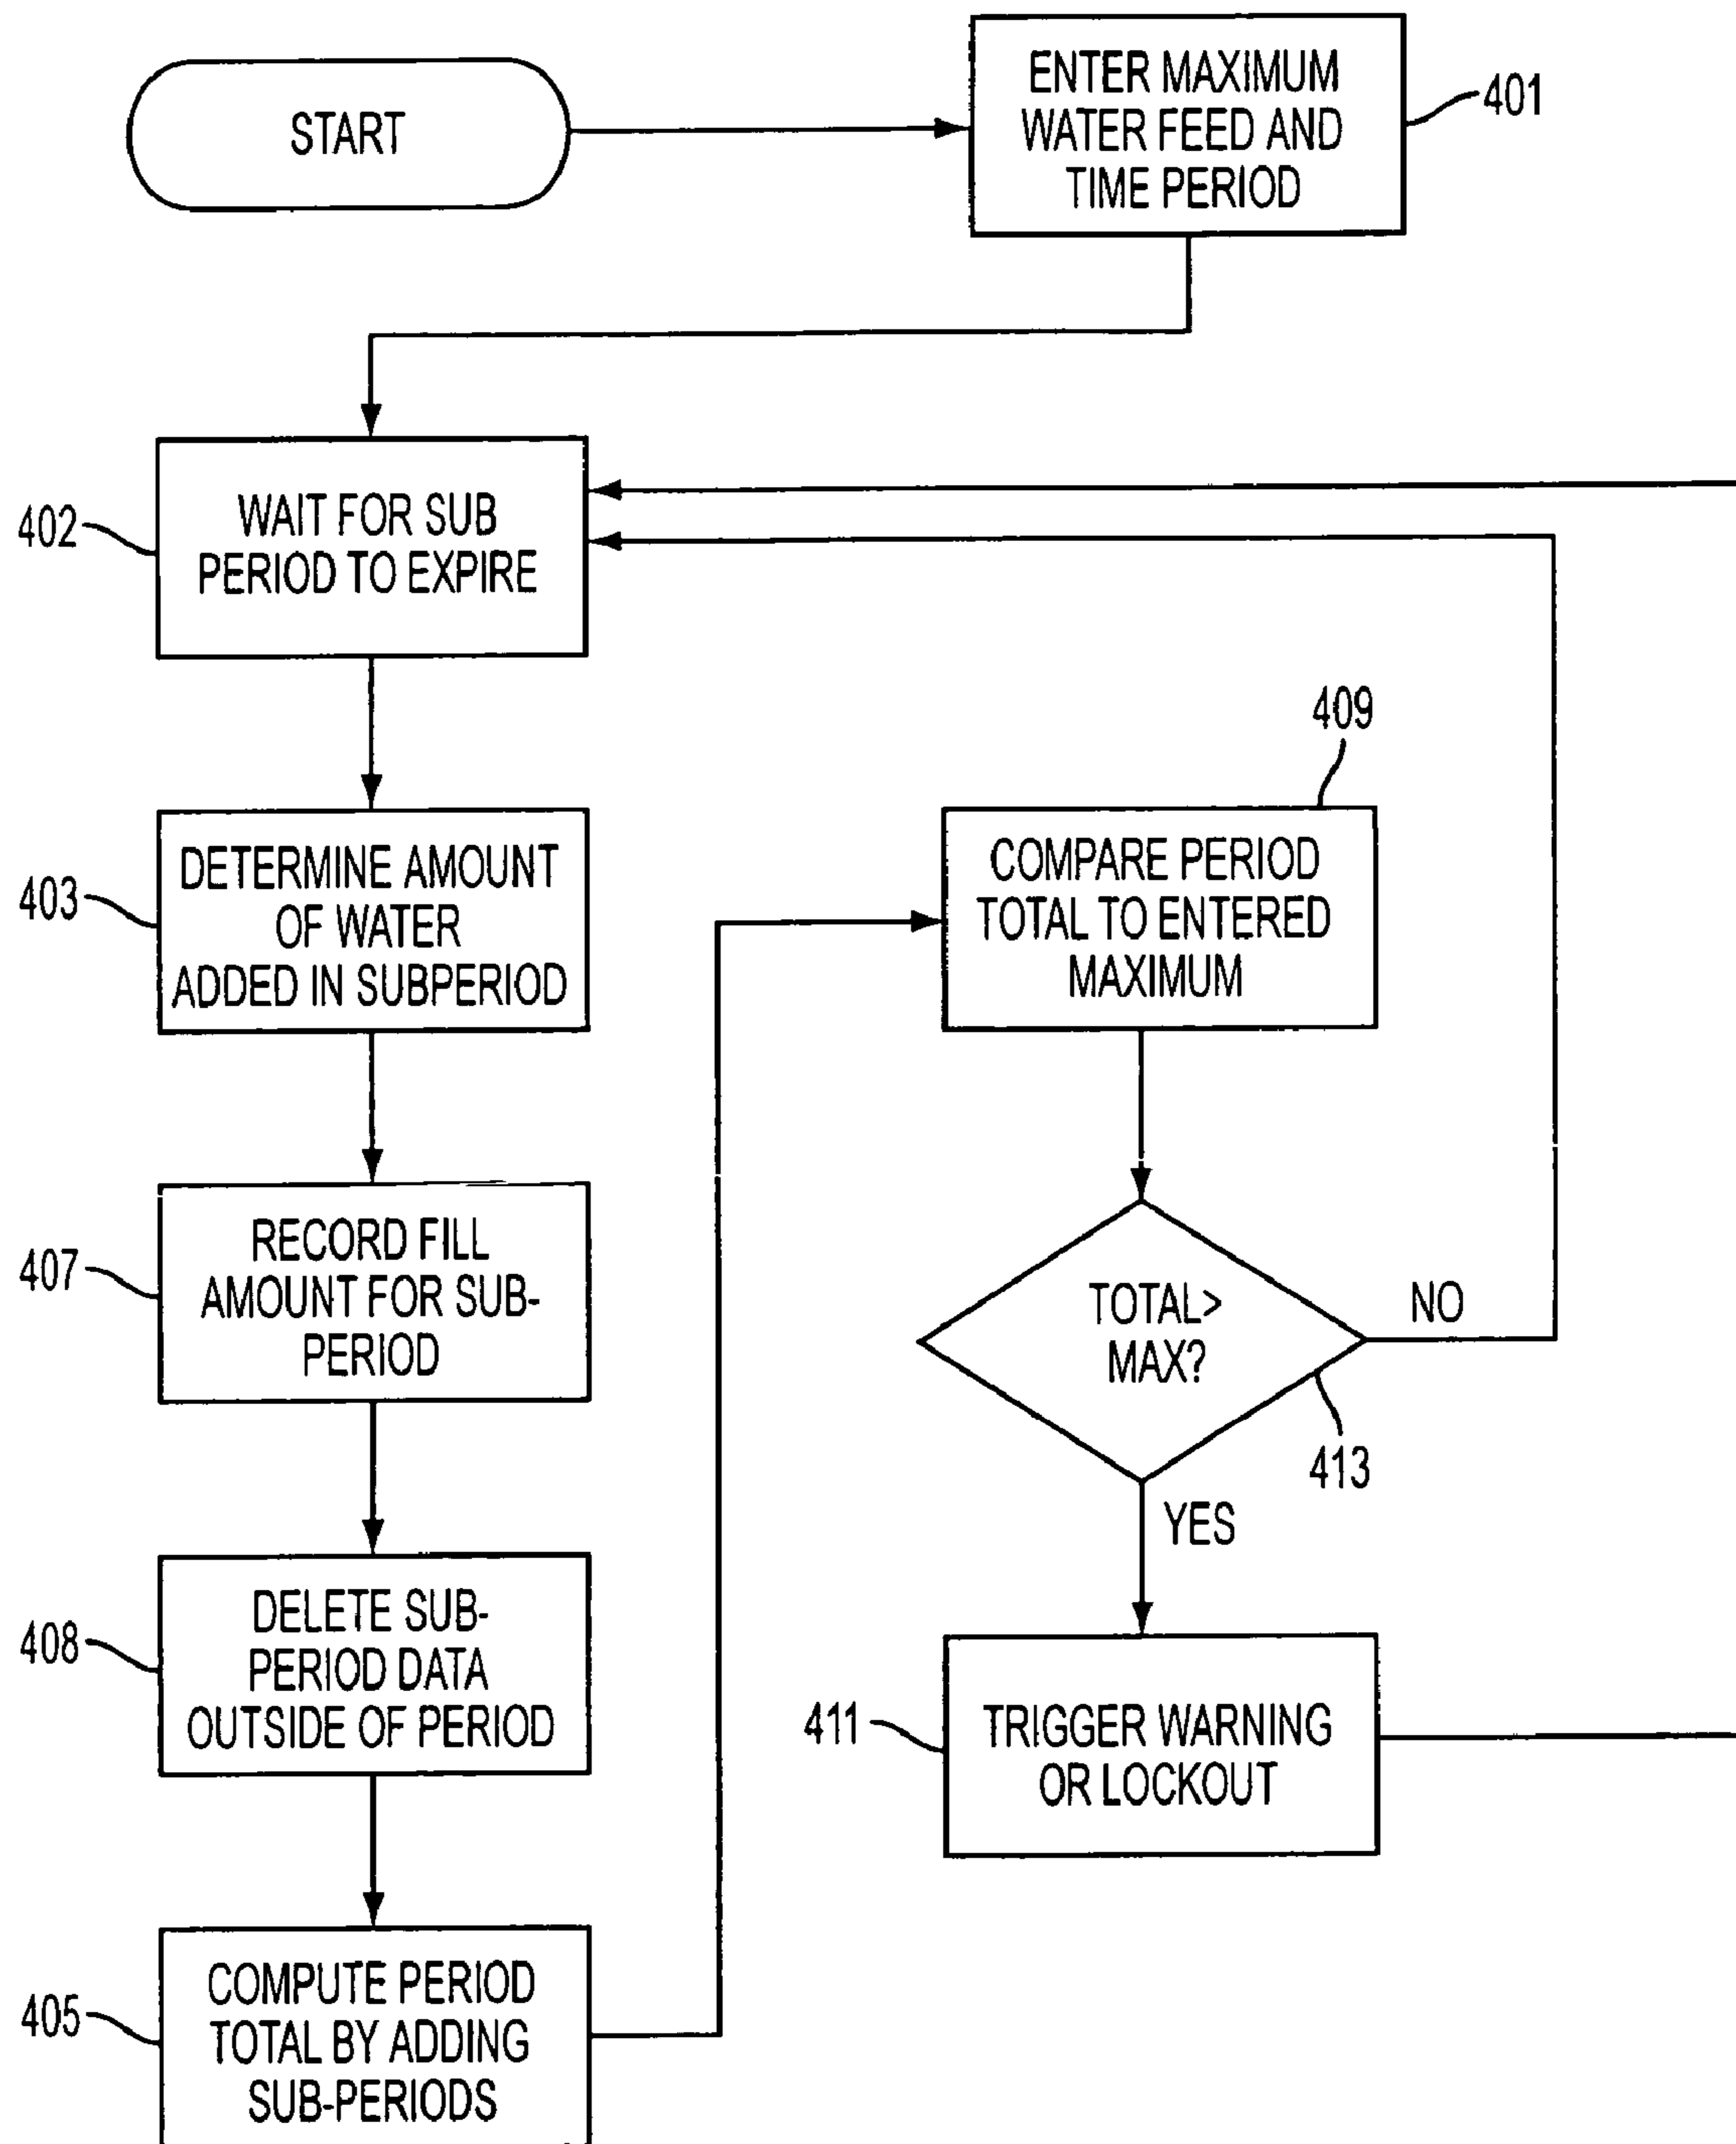 START
ENTER MAXIMUM
WATER FEED AND
TIME PERIOD
401
402
WAIT FOR SUB
PERIOD TO EXPIRE
403
DETERMINE AMOUNT
OF WATER
ADDED IN SUBPERIOD
407
RECORD FILL
AMOUNT FOR SUB-
PERIOD
408
DELETE SUB-
PERIOD DATA
OUTSIDE OF PERIOD
405
COMPUTE PERIOD
TOTAL BY ADDING
SUB-PERIODS
409
COMPARE PERIOD
TOTAL TO ENTERED
MAXIMUM
TOTAL>
MAX?
NO
413
YES
411
TRIGGER WARNING
OR LOCKOUT